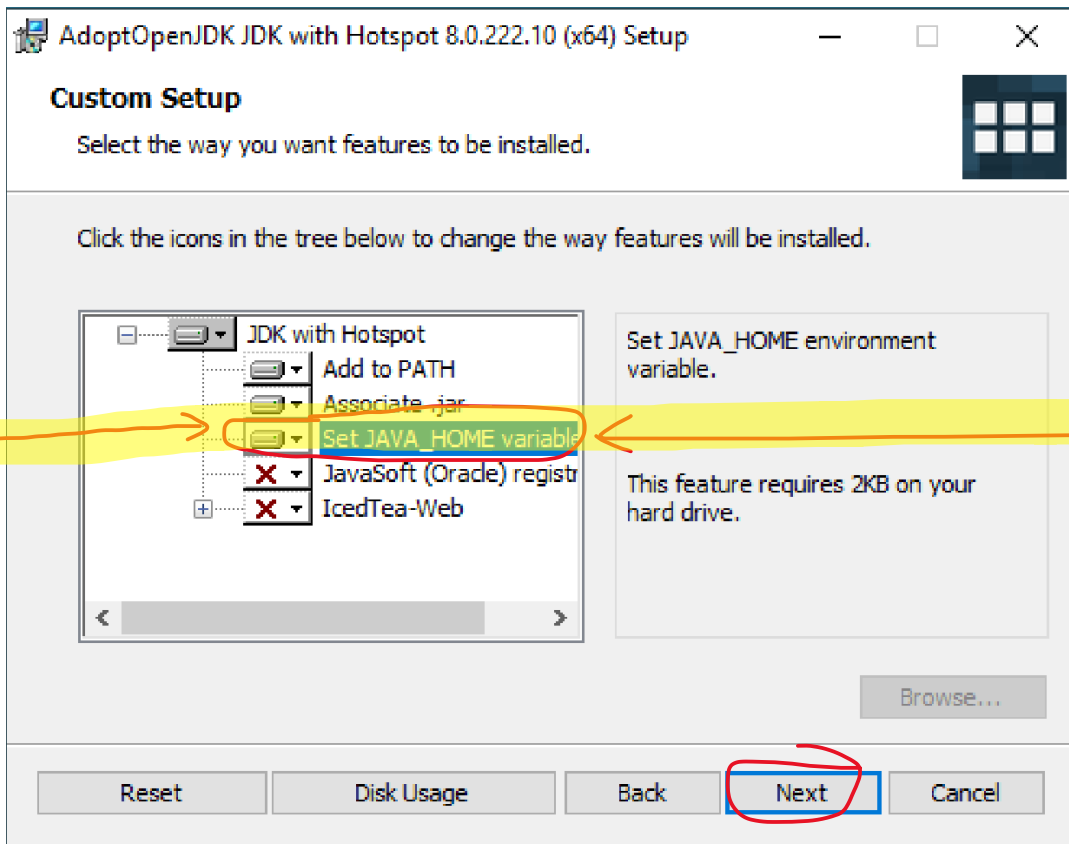 AdoptOpenJDK JDK with Hotspot 8.0.222.10 (x64) Setup
Custom Setup
Select the way you want features to be installed.
Click the icons in the tree below to change the way features will be installed.
JDK with Hotspot
Add to PATH
Associate .jar
Set JAVA_HOME variable
JavaSoft (Oracle) registr
IcedTea-Web
Set JAVA_HOME environment
variable.
This feature requires 2KB on your
hard drive.
Browse...
Reset
Disk Usage
Back
Next
Cancel